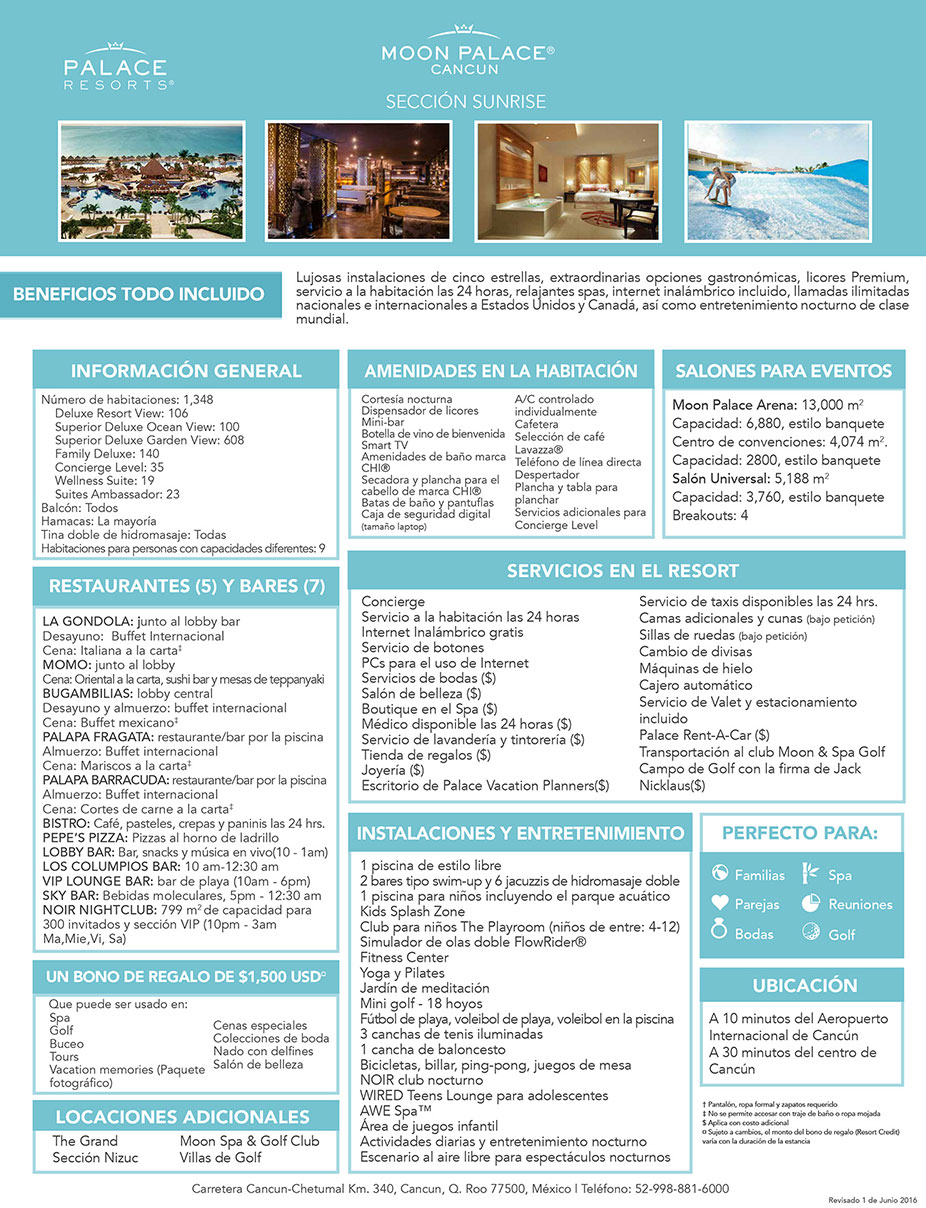 PALACE
RESORTS®
MOON PALACE®
CANCUN
SECCIÓN SUNRISE
BENEFICIOS TODO INCLUIDO
Lujosas instalaciones de cinco estrellas, extraordinarias opciones gastronómicas, licores Premium,
servicio a la habitación las 24 horas, relajantes spas, internet inalámbrico incluido, llamadas ilimitadas
nacionales e internacionales a Estados Unidos y Canadá, así como entretenimiento nocturno de clase
mundial.
INFORMACIÓN GENERAL
Número de habitaciones: 1,348
Deluxe Resort View: 106
Superior Deluxe Ocean View: 100
Superior Deluxe Garden View: 608
Family Deluxe: 140
Concierge Level: 35
Wellness Suite: 19
Suites Ambassador: 23
Balcón: Todos
Hamacas: La mayoría
Tina doble de hidromasaje: Todas
Habitaciones para personas con capacidades diferentes: 9
AMENIDADES EN LA HABITACIÓN
Cortesía nocturna
Dispensador de licores
Mini-bar
Botella de vino de bienvenida
Smart TV
Amenidades de baño marca
CHI®
Secadora y plancha para el
cabello de marca CHI®
Batas de baño y pantuflas
Caja de seguridad digital
(tamaño laptop)
A/C controlado
individualmente
Cafetera
Selección de café
Lavazza®
Teléfono de línea directa
Despertador
Plancha y tabla para
planchar
Servicios adicionales para
Concierge Level
SALONES PARA EVENTOS
Moon Palace Arena: 13,000 m²
Capacidad: 6,880, estilo banquete
Centro de convenciones: 4,074 m².
Capacidad: 2800, estilo banquete
Salón Universal: 5,188 m²
Capacidad: 3,760, estilo banquete
Breakouts: 4
RESTAURANTES (5) Y BARES (7)
LA GONDOLA: junto al lobby bar
Desayuno: Buffet Internacional
Cena: Italiana a la carta‡
MOMO: junto al lobby
Cena: Oriental a la carta, sushi bar y mesas de teppanyaki
BUGAMBILIAS: lobby central
Desayuno y almuerzo: buffet internacional
Cena: Buffet mexicano‡
PALAPA FRAGATA: restaurante/bar por la piscina
Almuerzo: Buffet internacional
Cena: Mariscos a la carta‡
PALAPA BARRACUDA: restaurante/bar por la piscina
Almuerzo: Buffet internacional
Cena: Cortes de carne a la carta‡
BISTRO: Café, pasteles, crepas y paninis las 24 hrs.
PEPE'S PIZZA: Pizzas al horno de ladrillo
LOBBY BAR: Bar, snacks y música en vivo(10 - 1am)
LOS COLUMPIOS BAR: 10 am-12:30 am
VIP LOUNGE BAR: bar de playa (10am - 6pm)
SKY BAR: Bebidas moleculares, 5pm - 12:30 am
NOIR NIGHTCLUB: 799 m² de capacidad para
300 invitados y sección VIP (10pm - 3am
Ma,Mie,Vi, Sa)
SERVICIOS EN EL RESORT
Concierge
Servicio a la habitación las 24 horas
Internet Inalámbrico gratis
Servicio de botones
PCs para el uso de Internet
Servicios de bodas ($)
Salón de belleza ($)
Boutique en el Spa ($)
Médico disponible las 24 horas ($)
Servicio de lavandería y tintorería ($)
Tienda de regalos ($)
Joyería ($)
Escritorio de Palace Vacation Planners($)
Servicio de taxis disponibles las 24 hrs.
Camas adicionales y cunas (bajo petición)
Sillas de ruedas (bajo petición)
Cambio de divisas
Máquinas de hielo
Cajero automático
Servicio de Valet y estacionamiento
incluido
Palace Rent-A-Car ($)
Transportación al club Moon & Spa Golf
Campo de Golf con la firma de Jack
Nicklaus($)
UN BONO DE REGALO DE $1,500 USD¤
Que puede ser usado en:
Spa
Golf
Buceo
Tours
Vacation memories (Paquete
fotográfico)
Cenas especiales
Colecciones de boda
Nado con delfines
Salón de belleza
LOCACIONES ADICIONALES
The Grand
Sección Nizuc
Moon Spa & Golf Club
Villas de Golf
INSTALACIONES Y ENTRETENIMIENTO
1 piscina de estilo libre
2 bares tipo swim-up y 6 jacuzzis de hidromasaje doble
1 piscina para niños incluyendo el parque acuático
Kids Splash Zone
Club para niños The Playroom (niños de entre: 4-12)
Simulador de olas doble FlowRider®
Fitness Center
Yoga y Pilates
Jardín de meditación
Mini golf - 18 hoyos
Fútbol de playa, voleibol de playa, voleibol en la piscina
3 canchas de tenis iluminadas
1 cancha de baloncesto
Bicicletas, billar, ping-pong, juegos de mesa
NOIR club nocturno
WIRED Teens Lounge para adolescentes
AWE Spa™
Área de juegos infantil
Actividades diarias y entretenimiento nocturno
Escenario al aire libre para espectáculos nocturnos
PERFECTO PARA:
Familias
Parejas
Bodas
Spa
Reuniones
Golf
UBICACIÓN
A 10 minutos del Aeropuerto
Internacional de Cancún
A 30 minutos del centro de
Cancún
† Pantalón, ropa formal y zapatos requerido
‡ No se permite accesar con traje de baño o ropa mojada
$ Aplica con costo adicional
¤ Sujeto a cambios, el monto del bono de regalo (Resort Credit)
varía con la duración de la estancia
Carretera Cancun-Chetumal Km. 340, Cancun, Q. Roo 77500, México l Teléfono: 52-998-881-6000
Revisado 1 de Junio 2016